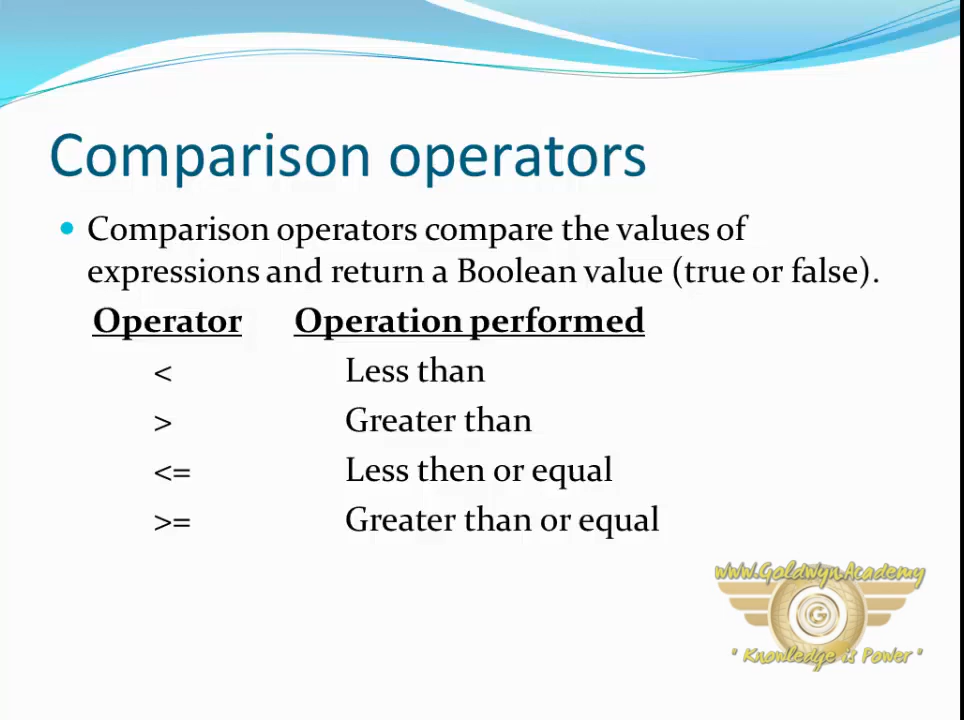 Comparison operators
Comparison operators compare the values of
expressions and return a Boolean value (true or false).
Operator Operation performed
< Less than
> Greater than
<= Less then or equal
>= Greater than or equal
www.GoldwynAcademy
G
" Knowledge is Power "